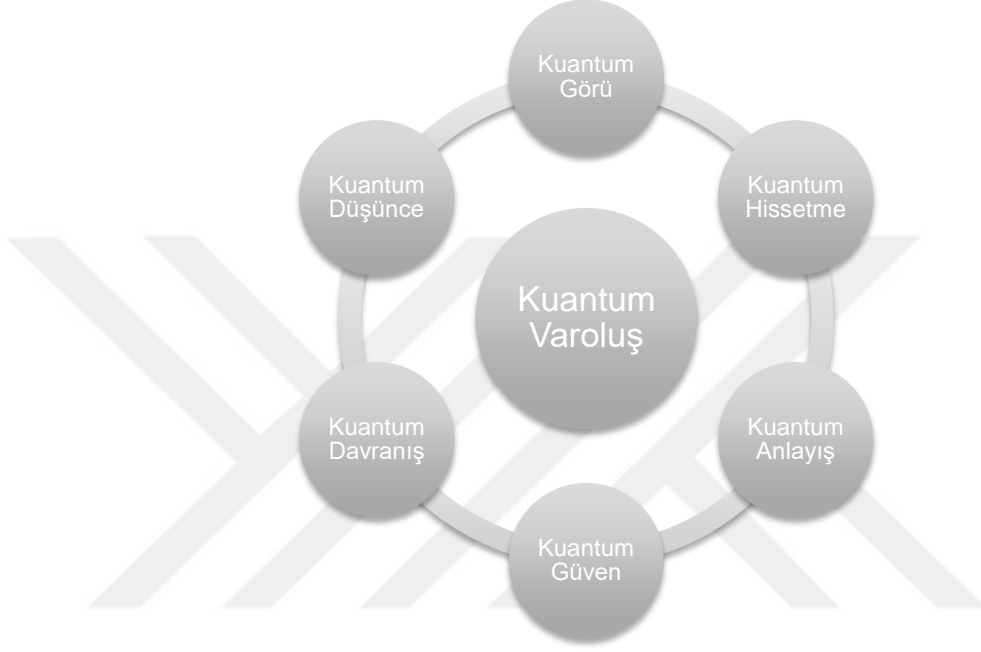 Kuantum
Görü
Kuantum
Hissetme
Kuantum
Anlayış
Kuantum
Güven
Kuantum
Davranış
Kuantum
Düşünce
Kuantum
Varoluş